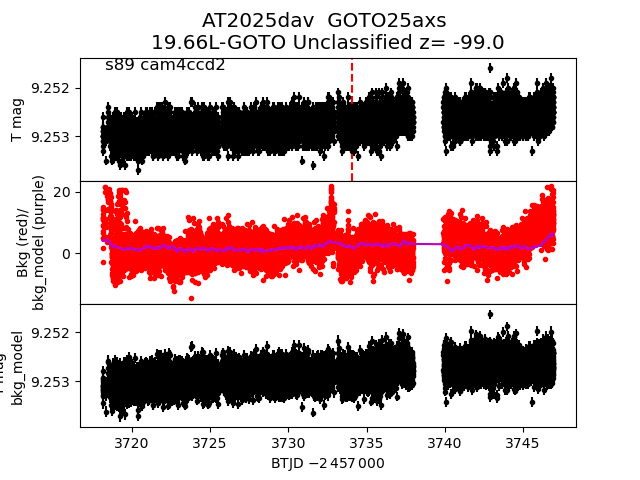 AT2025dav  GOTO25axs
19.66L-GOTO Unclassified z= -99.0
s89 cam4ccd2
9.252
9.253
T mag
20
0
Bkg (red)/
bkg_model (purple)
9.252
9.253
bkg_model
3720
3725
3730
3735
3740
3745
BTJD −2 457 000